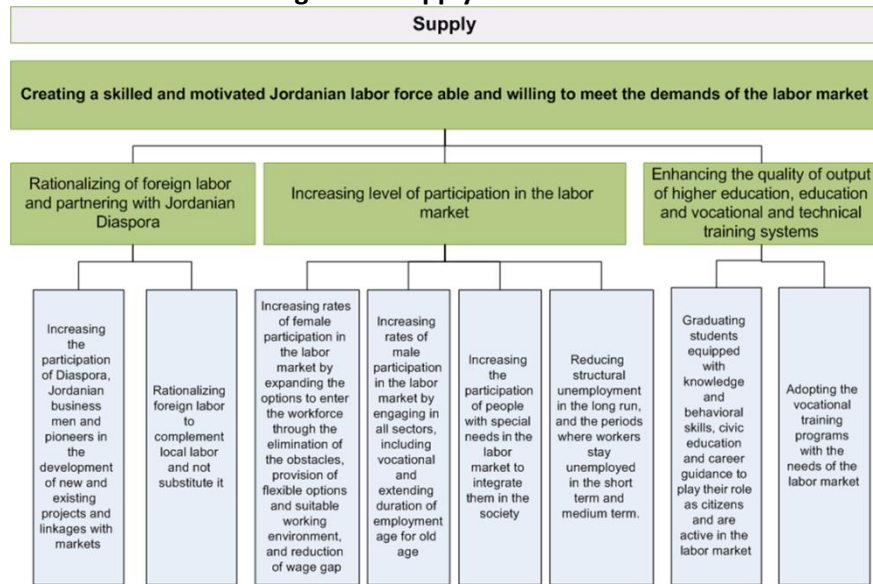 Supply
Creating a skilled and motivated Jordanian labor force able and willing to meet the demands of the labor market
Rationalizing of foreign labor
and partnering with Jordanian
Diaspora
Increasing level of participation in the labor
market
Enhancing the quality of output
of higher education, education
and vocational and technical
training systems
Increasing
the
participation
of Diaspora,
Jordanian
business
men and
pioneers in
the
development
of new and
existing
projects and
linkages with
markets
Rationalizing
foreign labor
to
complement
local labor
and not
substitute it
Increasing rates
of female
participation in
the labor
market by
expanding the
options to enter
the workforce
through the
elimination of
the obstacles,
provision of
flexible options
and suitable
working
environment,
and reduction
of wage gap
Increasing
rates of
male
participation
in the labor
market by
engaging in
all sectors,
including
vocational
and
extending
duration of
employment
age for old
age
Increasing
the
participation
of people
with special
needs in the
labor
market to
integrate
them in the
society
Reducing
structural
unemployment
in the long run,
and the periods
where workers
stay
unemployed
in the short
term and
medium term.
Graduating
students
equipped
with
knowledge
and
behavioral
skills, civic
education
and career
guidance to
play their role
as citizens
and are
active in the
labor market
Adopting the
vocational
training
programs
with the
needs of the
labor market